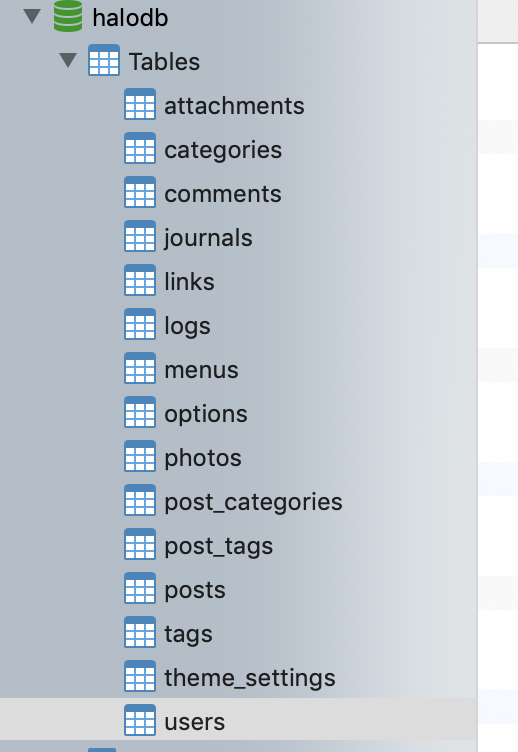 halodb
Tables
attachments
categories
comments
journals
links
logs
menus
options
photos
post_categories
post_tags
posts
tags
theme_settings
users